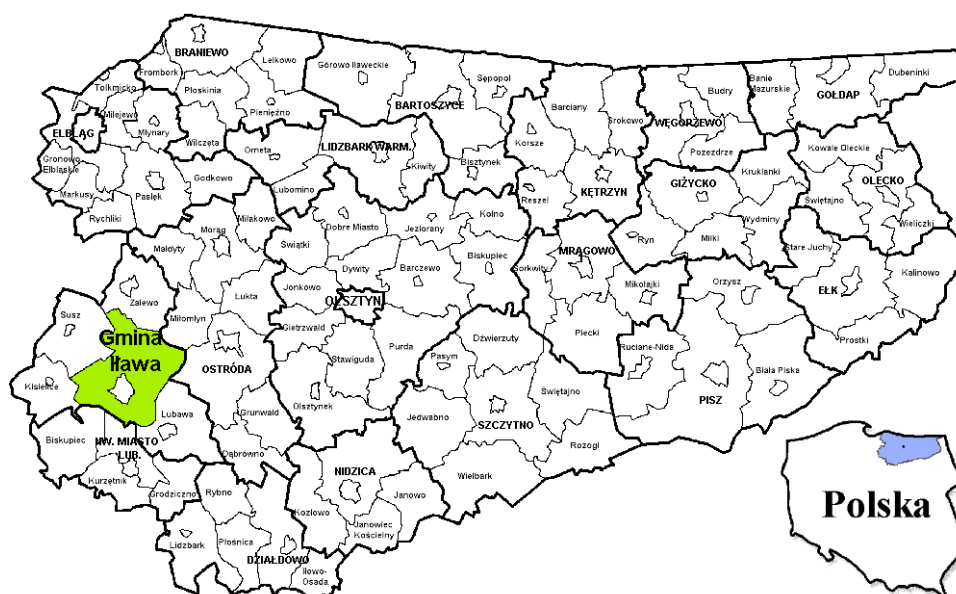 BRANIEWO
Lelkowo
Frombork
Górowo Iławeckie
Sępopol
Budry
Banie
Mazurskie
Dubeninki
GOŁDAP
Tolkmicko
Płoskinia
Pieniężno
BARTOSZYCE
Barciany
Srokowo
WĘGORZEWO
Milejewo
Młynary
Wilczęta
ELBLĄG
Orneta
LIDZBARK WARM.
Korsze
Pozezdrze
Kowale Oleckie
Gronowo
Elbląskie
Kiwity
Bisztynek
Kruklanki
Pasłęk
Godkowo
Lubomino
KĘTRZYN
GIŻYCKO
OLECKO
Markusy
Reszel
Świętajno
Rychliki
Miłakowo
Kolno
Wydminy
Wieliczki
Morąg
Dobre Miasto
Jeziorany
Ryn
Miłki
Małdyty
Świątki
MRĄGOWO
Stare Juchy
Dywity
Barczewo
Biskupiec
Sorkwity
Kalinowo
Zalewo
Jonkowo
Mikołajki
Orzysz
EŁK
Łukta
OLSZTYN
Susz
Miłomłyn
Gietrzwałd
Gmina
Iława
Purda
Dźwierzuty
Piecki
Prostki
Stawiguda
Pasym
Ruciane-Nida
OSTRÓDA
Kisielice
Świętajno
Biała Piska
Olsztynek
PISZ
Lubawa
Grunwald
Jedwabno
SZCZYTNO
Biskupiec
NW. MIASTO
LUB.
Rozogi
Dąbrówno
NIDZICA
Wielbark
Kurzętnik
Grodziczno
Rybno
Janowo
Kozłowo
Polska
Janowiec
Kościelny
Lidzbark
Płośnica
DZIAŁDOWO
Iłowo-
Osada